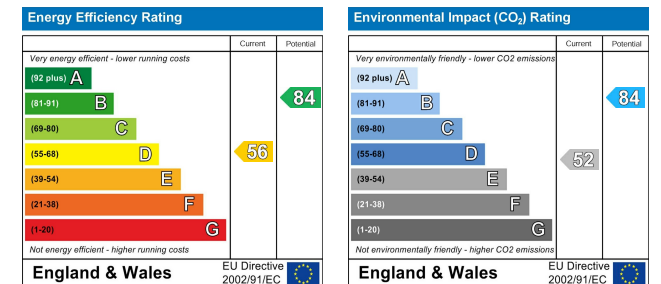 Energy Efficiency Rating
Current Potential
Very energy efficient - lower running costs
(92 plus) A
(81-91) B
84
(69-80) C
(55-68) D
56
(39-54) E
(21-38) F
(1-20) G
Not energy efficient - higher running costs
England & Wales
EU Directive
2002/91/EC
Environmental Impact (CO₂) Rating
Current Potential
Very environmentally friendly - lower CO2 emissions
(92 plus) A
(81-91) B
84
(69-80) C
(55-68) D
52
(39-54) E
(21-38) F
(1-20) G
Not environmentally friendly - higher CO2 emissions
England & Wales
EU Directive
2002/91/EC